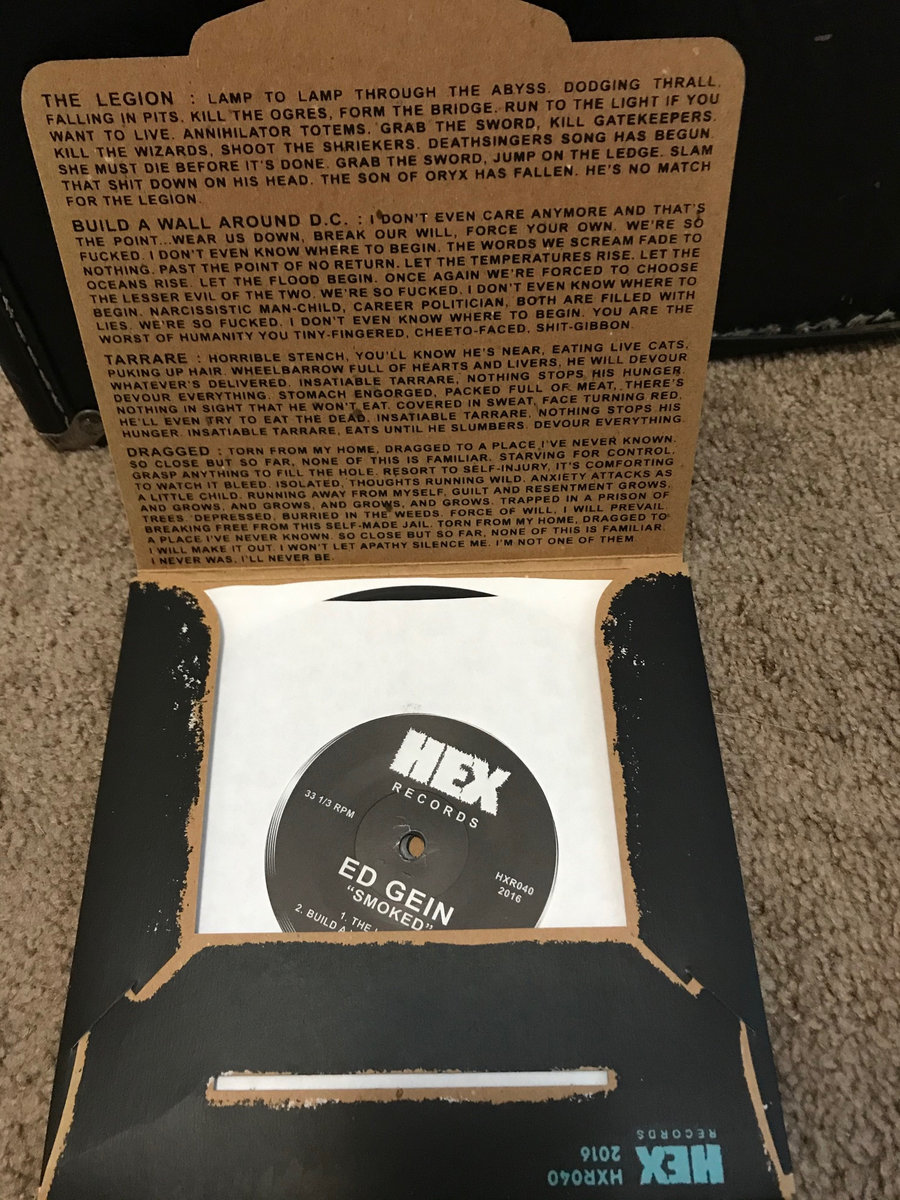 THE LEGION : LAMP TO LAMP THROUGH THE ABYSS. DODGING THRALL.
FALLING IN PITS. KILL THE OGRES, FORM THE BRIDGE. RUN TO THE LIGHT IF YOU
WANT TO LIVE. ANNIHILATOR TOTEMS. GRAB THE SWORD, KILL GATEKEEPERS.
KILL THE WIZARDS, SHOOT THE SHRIEKERS. DEATHSINGERS SONG HAS BEGUN.
SHE MUST DIE BEFORE IT'S DONE. GRAB THE SWORD, JUMP ON THE LEDGE. SLAM
THAT SHIT DOWN ON HIS HEAD. THE SON OF ORYX HAS FALLEN. HE'S NO MATCH
FOR THE LEGION.
BUILD A WALL AROUND D.C. : I DON'T EVEN CARE ANYMORE AND THAT'S
THE POINT...WEAR US DOWN, BREAK OUR WILL, FORCE YOUR OWN. WE'RE SO
FUCKED. I DON'T EVEN KNOW WHERE TO BEGIN. THE WORDS WE SCREAM FADE TO
NOTHING. PAST THE POINT OF NO RETURN. LET THE TEMPERATURES RISE. LET THE
OCEANS RISE. LET THE FLOOD BEGIN. ONCE AGAIN WE'RE FORCED TO CHOOSE
THE LESSER EVIL OF THE TWO. WE'RE SO FUCKED. I DON'T EVEN KNOW WHERE TO
BEGIN. NARCISSISTIC MAN-CHILD, CAREER POLITICIAN, BOTH ARE FILLED WITH
LIES. WE'RE SO FUCKED. I DON'T EVEN KNOW WHERE TO BEGIN. YOU ARE THE
WORST OF HUMANITY YOU TINY-FINGERED, CHEETO-FACED, SHIT-GIBBON.
TARRARE : HORRIBLE STENCH, YOU'LL KNOW HE'S NEAR, EATING LIVE CATS,
PUKING UP HAIR. WHEELBARROW FULL OF HEARTS AND LIVERS, HE WILL DEVOUR
WHATEVER'S DELIVERED. INSATIABLE TARRARE, NOTHING STOPS HIS HUNGER.
DEVOUR EVERYTHING. STOMACH ENGORGED, PACKED FULL OF MEAT, THERE'S
NOTHING IN SIGHT THAT HE WON'T EAT. COVERED IN SWEAT, FACE TURNING RED,
HE'LL EVEN TRY TO EAT THE DEAD. INSATIABLE TARRARE, NOTHING STOPS HIS
HUNGER. INSATIABLE TARRARE, EATS UNTIL HE SLUMBERS. DEVOUR EVERYTHING.
DRAGGED : TORN FROM MY HOME, DRAGGED TO A PLACE I'VE NEVER KNOWN.
SO CLOSE BUT SO FAR, NONE OF THIS IS FAMILIAR. STARVING FOR CONTROL,
GRASP ANYTHING TO FILL THE HOLE. RESORT TO SELF-INJURY, IT'S COMFORTING
TO WATCH IT BLEED. ISOLATED, THOUGHTS RUNNING WILD. ANXIETY ATTACKS AS
A LITTLE CHILD. RUNNING AWAY FROM MYSELF, GUILT AND RESENTMENT GROWS,
AND GROWS, AND GROWS, AND GROWS, AND GROWS. TRAPPED IN A PRISON OF
TREES. DEPRESSED, BURRIED IN THE WEEDS. FORCE OF WILL, I WILL PREVAIL.
BREAKING FREE FROM THIS SELF-MADE JAIL. TORN FROM MY HOME, DRAGGED TO
A PLACE I'VE NEVER KNOWN. SO CLOSE BUT SO FAR, NONE OF THIS IS FAMILIAR.
I WILL MAKE IT OUT. I WON'T LET APATHY SILENCE ME. I'M NOT ONE OF THEM.
I NEVER WAS, I'LL NEVER BE.
HEX
RECORDS
33 1/3 RPM
HXR040
2016
ED GEIN
"SMOKED"
1. THE
2. BUILD A
HEX
RECORDS
HXR040
2016